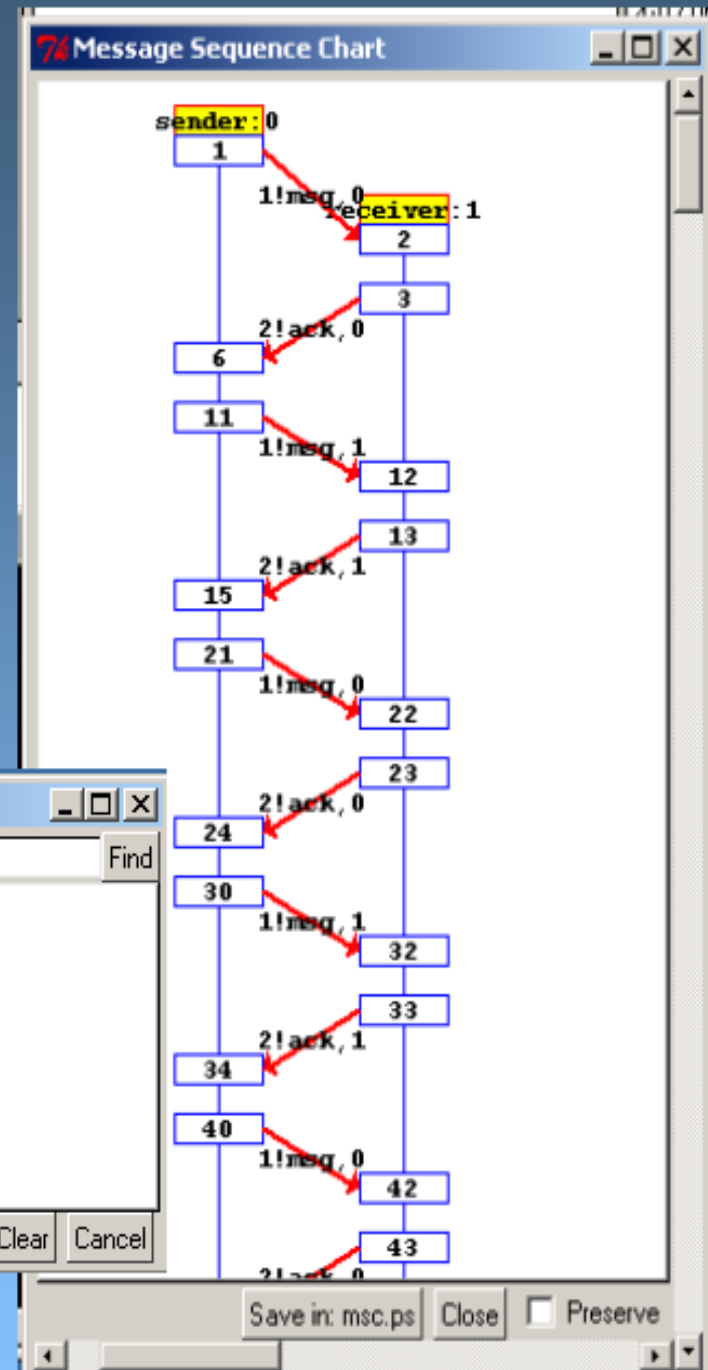 Message Sequence Chart
sender:0
1
1!msg,0
receiver:1
2
3
2!ack,0
6
11
1!msg,1
12
13
2!ack,1
15
21
1!msg,0
22
23
2!ack,0
24
Find
30
1!msg,1
32
33
2!ack,1
34
40
1!msg,0
42
Clear Cancel
43
2!ack,0
Save in: msc.ps Close Preserve